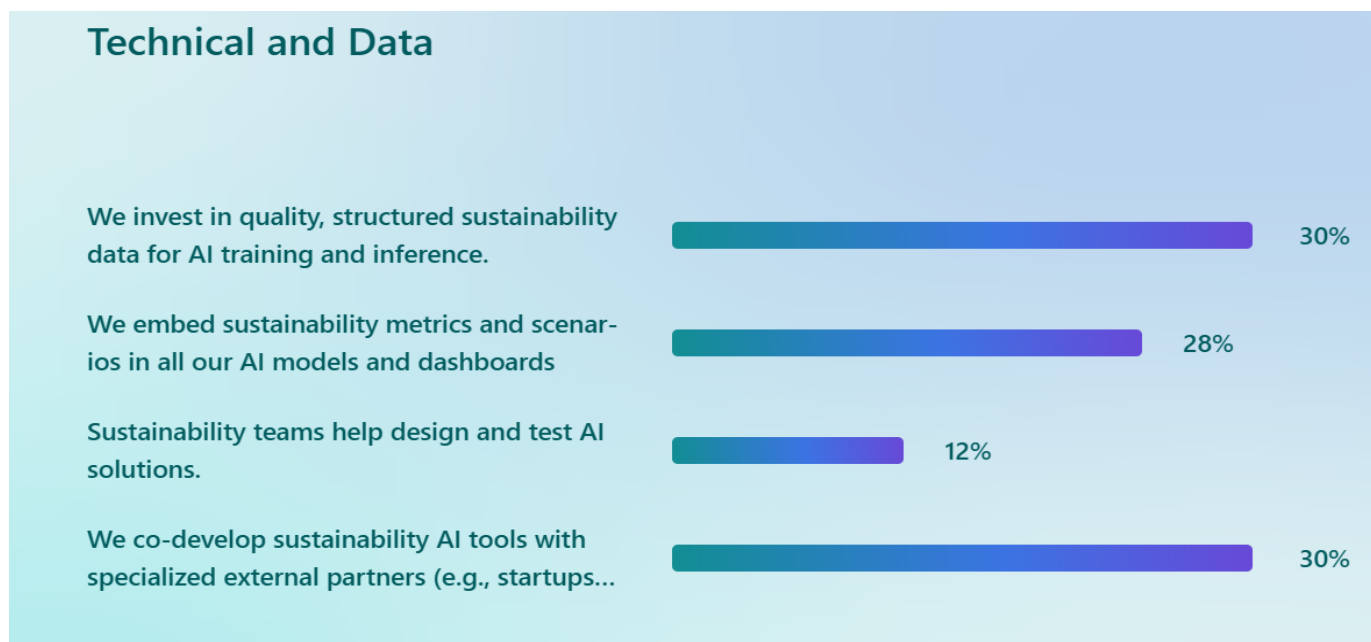 Technical and Data
We invest in quality, structured sustainability
data for AI training and inference.
30%
We embed sustainability metrics and scenar-
ios in all our AI models and dashboards
28%
Sustainability teams help design and test AI
solutions.
12%
We co-develop sustainability AI tools with
specialized external partners (e.g., startups...
30%